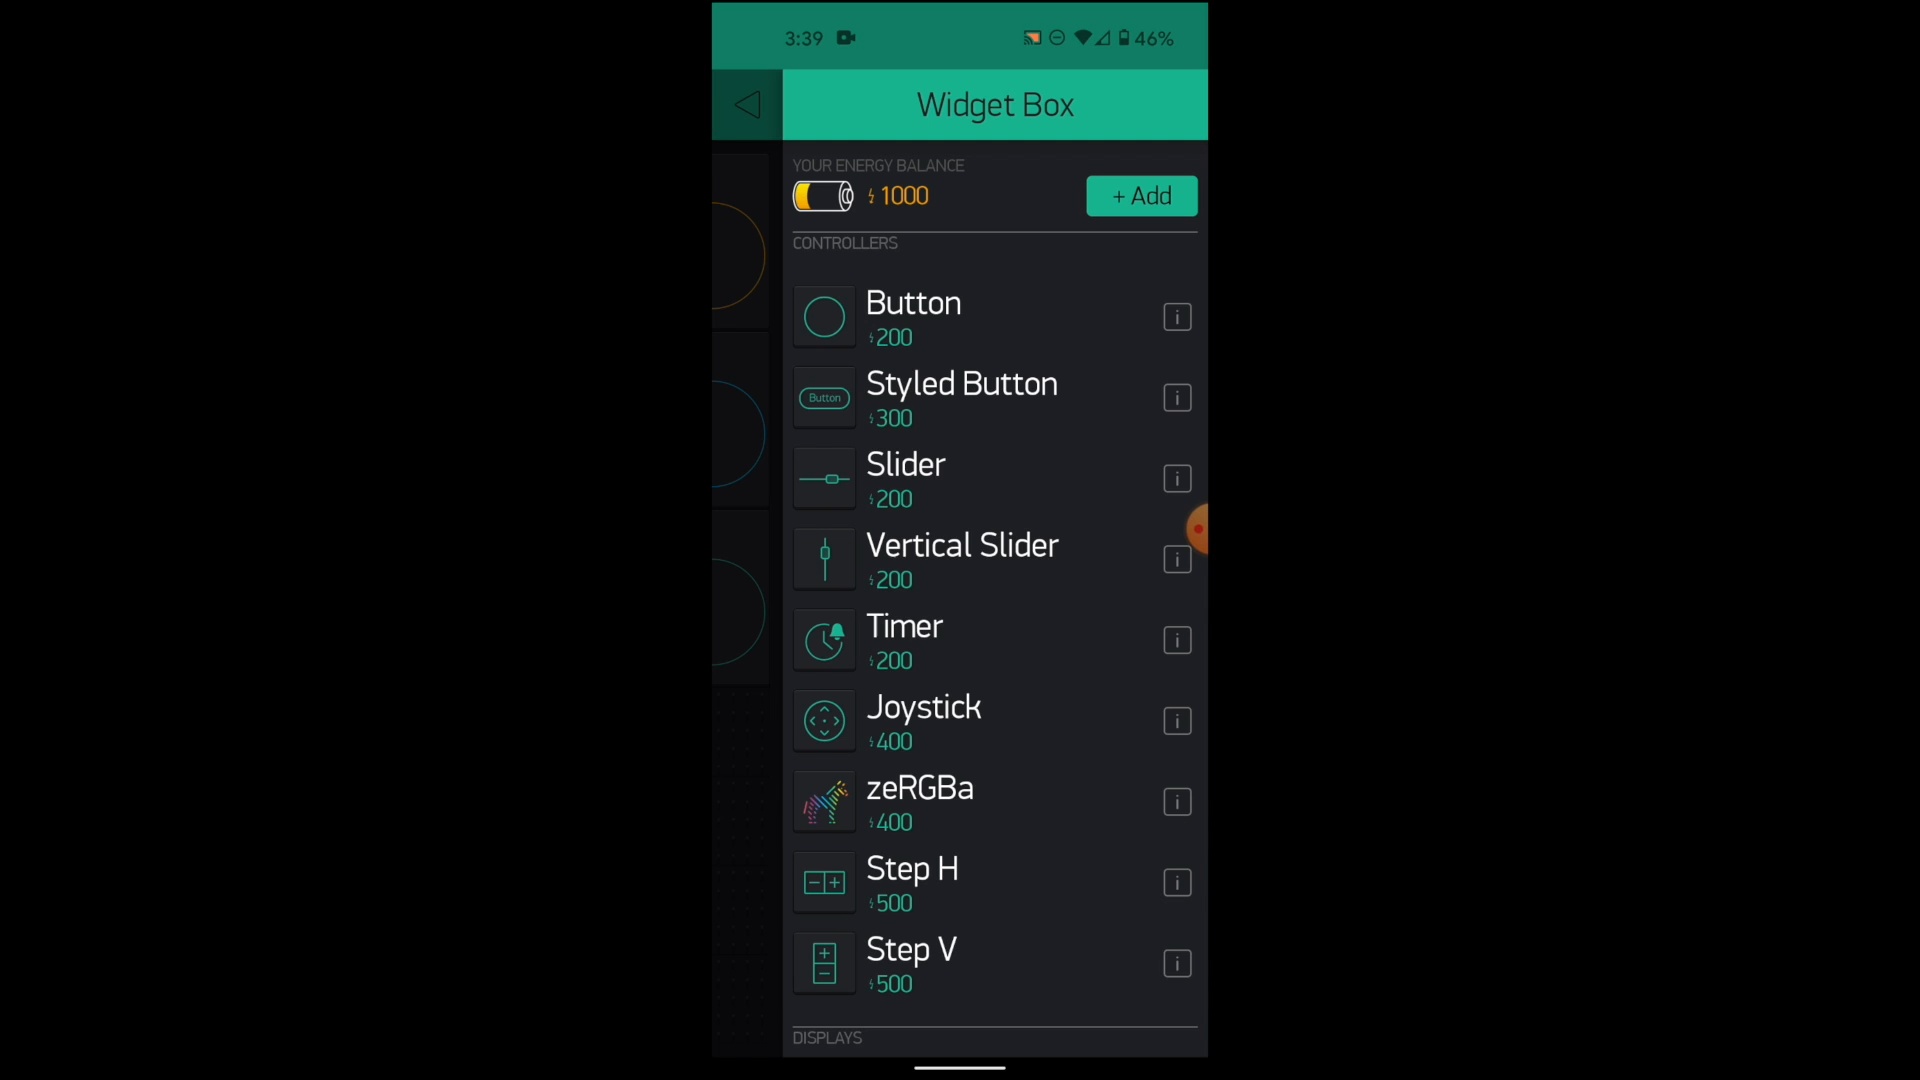 3:39
46%
Widget Box
YOUR ENERGY BALANCE
1000
+ Add
CONTROLLERS
Button
200
Button
Styled Button
300
Slider
200
Vertical Slider
200
Timer
200
Joystick
400
zeRGBa
400
Step H
500
Step V
500
DISPLAYS